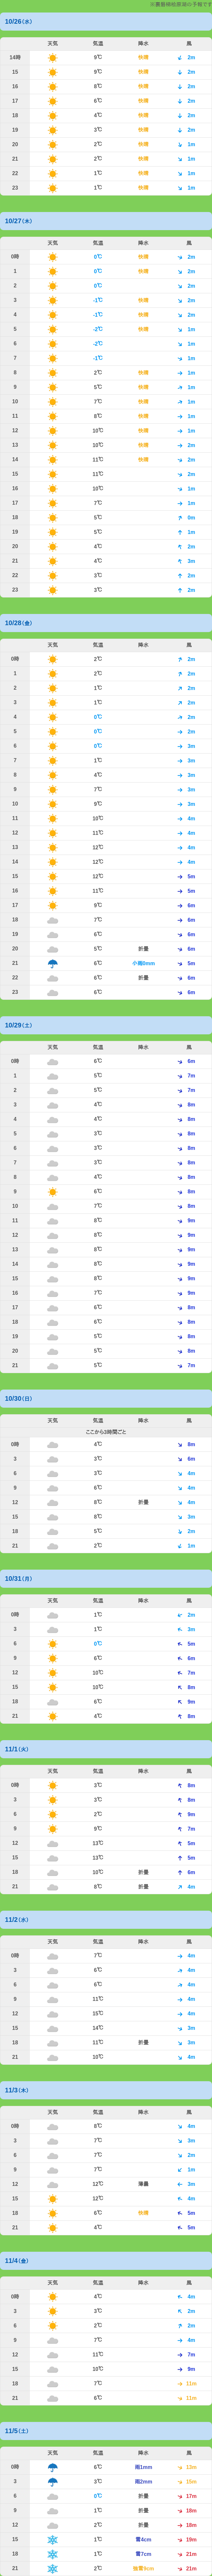 10/26(水)
天気 気温 降水 風
14時 9℃ 快晴 2m
15 9℃ 快晴 2m
16 8℃ 快晴 2m
17 6℃ 快晴 2m
18 4℃ 快晴 2m
19 3℃ 快晴 2m
20 2℃ 快晴 2m
21 2℃ 快晴 1m
22 1℃ 快晴 1m
23 1℃ 快晴 1m
10/27(木)
天気 気温 降水 風
0時 0℃ 快晴 2m
1 0℃ 快晴 2m
2 0℃ 2m
3 -1℃ 快晴 2m
4 -1℃ 快晴 2m
5 -2℃ 快晴 1m
6 -2℃ 1m
7 -1℃ 1m
8 2℃ 快晴 1m
9 5℃ 快晴 1m
10 7℃ 快晴 1m
11 8℃ 快晴 1m
12 10℃ 快晴 1m
13 10℃ 快晴 2m
14 11℃ 快晴 2m
15 11℃ 2m
16 10℃ 1m
17 7℃ 1m
18 5℃ 0m
19 5℃ 1m
20 4℃ 2m
21 4℃ 3m
22 3℃ 2m
23 3℃ 2m
10/28(金)
天気 気温 降水 風
0時 2℃ 2m
1 2℃ 2m
2 1℃ 2m
3 1℃ 2m
4 0℃ 2m
5 0℃ 2m
6 0℃ 3m
7 1℃ 3m
8 4℃ 3m
9 7℃ 3m
10 9℃ 3m
11 10℃ 4m
12 11℃ 4m
13 12℃ 4m
14 12℃ 4m
15 12℃ 5m
16 11℃ 5m
17 9℃ 6m
18 7℃ 6m
19 6℃ 6m
20 5℃ 折曇 6m
21 6℃ 小雨0mm 5m
22 6℃ 折曇 6m
23 6℃ 6m
10/29(土)
天気 気温 降水 風
0時 6℃ 6m
1 5℃ 7m
2 5℃ 7m
3 4℃ 8m
4 4℃ 8m
5 3℃ 8m
6 3℃ 8m
7 3℃ 8m
8 4℃ 8m
9 6℃ 8m
10 7℃ 8m
11 8℃ 9m
12 8℃ 9m
13 8℃ 9m
14 8℃ 9m
15 8℃ 9m
16 7℃ 9m
17 6℃ 8m
18 6℃ 8m
19 5℃ 8m
20 5℃ 8m
21 5℃ 7m
10/30(日)
天気 気温 降水 風
ここから3時間ごと
0時 4℃ 8m
3 3℃ 6m
6 3℃ 4m
9 6℃ 4m
12 8℃ 折曇 4m
15 8℃ 3m
18 5℃ 2m
21 2℃ 1m
10/31(月)
天気 気温 降水 風
0時 1℃ 2m
3 1℃ 3m
6 0℃ 5m
9 6℃ 6m
12 10℃ 7m
15 10℃ 8m
18 6℃ 9m
21 4℃ 8m
11/1(火)
天気 気温 降水 風
0時 3℃ 8m
3 3℃ 8m
6 2℃ 9m
9 9℃ 7m
12 13℃ 5m
15 13℃ 5m
18 10℃ 折曇 6m
21 8℃ 折曇 4m
11/2(水)
天気 気温 降水 風
0時 7℃ 4m
3 6℃ 4m
6 6℃ 4m
9 11℃ 4m
12 15℃ 4m
15 14℃ 3m
18 11℃ 折曇 3m
21 10℃ 4m
11/3(木)
天気 気温 降水 風
0時 8℃ 4m
3 7℃ 3m
6 7℃ 2m
9 7℃ 1m
12 12℃ 薄曇 3m
15 12℃ 4m
18 6℃ 快晴 5m
21 4℃ 5m
11/4(金)
天気 気温 降水 風
0時 4℃ 4m
3 3℃ 2m
6 2℃ 2m
9 7℃ 4m
12 11℃ 7m
15 10℃ 9m
18 7℃ 11m
21 6℃ 11m
11/5(土)
天気 気温 降水 風
0時 6℃ 雨1mm 13m
3 3℃ 雨2mm 15m
6 0℃ 折曇 17m
9 1℃ 折曇 18m
12 2℃ 折曇 18m
15 1℃ 雪4cm 19m
18 1℃ 雪7cm 21m
21 2℃ 強雪9cm 21m